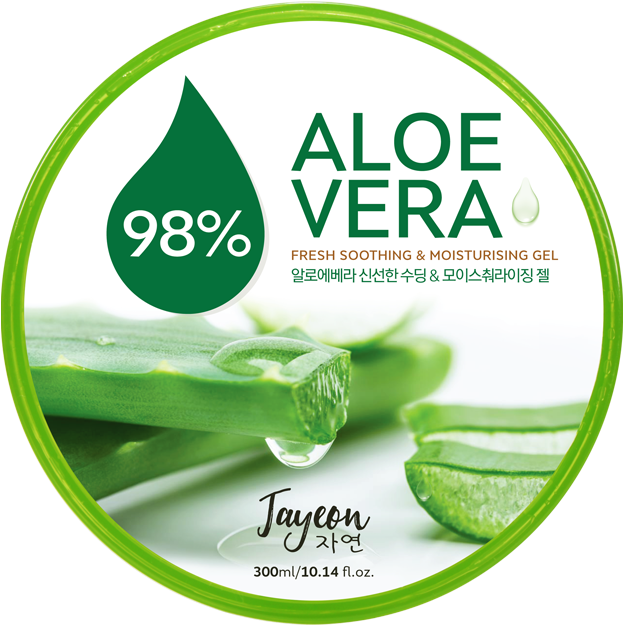 98%
ALOE
VERA
FRESH SOOTHING & MOISTURISING GEL
알로에베라 신선한 수딩 & 모이스춰라이징 젤
Jayeon
자연
300ml/10.14 fl.oz.